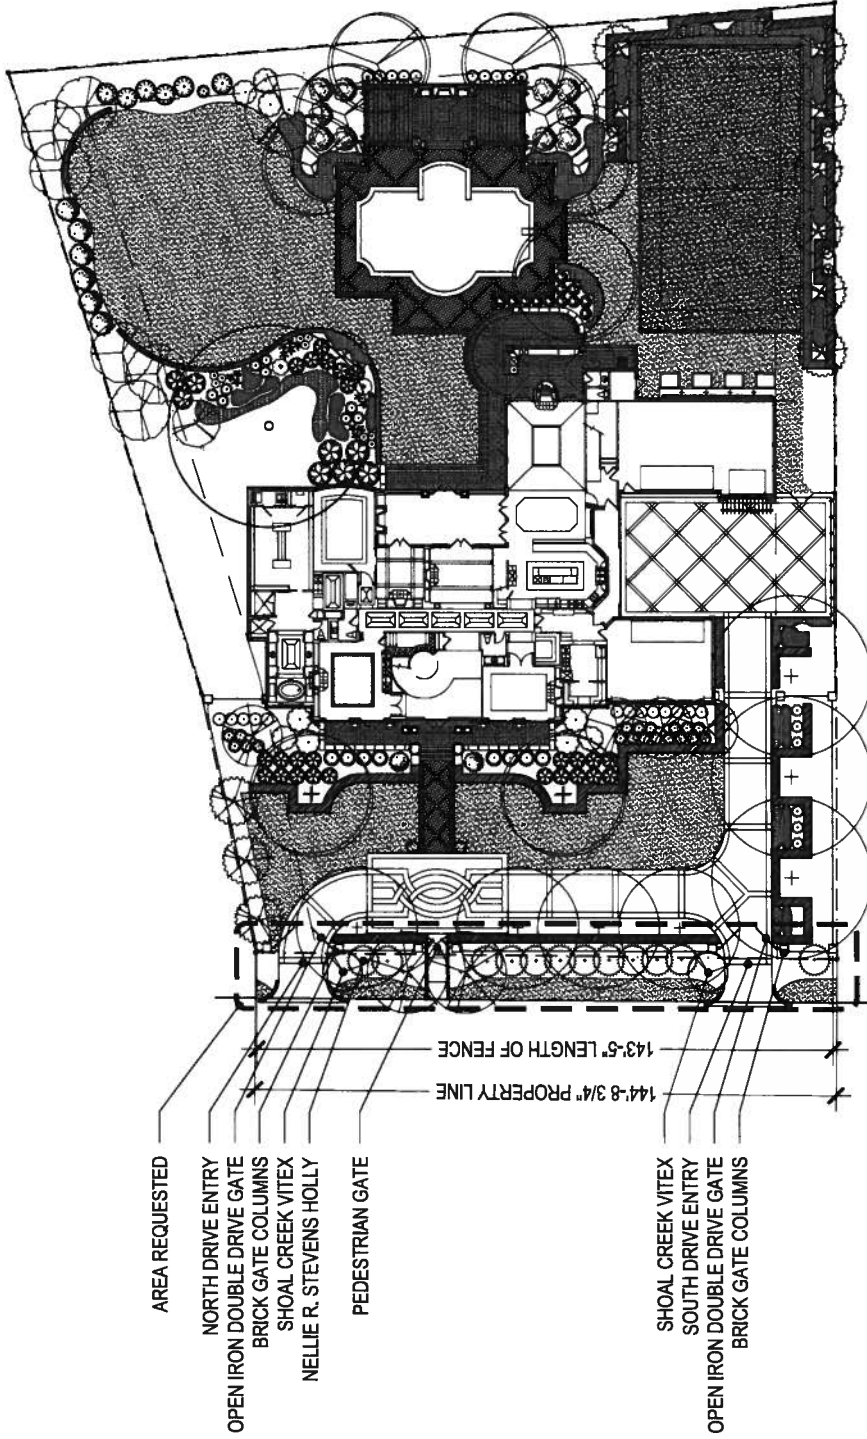 AREA REQUESTED
NORTH DRIVE ENTRY
OPEN IRON DOUBLE DRIVE GATE
BRICK GATE COLUMNS
SHOAL CREEK VITEX
NELLIE R. STEVENS HOLLY
PEDESTRIAN GATE
SHOAL CREEK VITEX
SOUTH DRIVE ENTRY
OPEN IRON DOUBLE DRIVE GATE
BRICK GATE COLUMNS
144'-8 3/4" PROPERTY LINE
143'-5" LENGTH OF FENCE